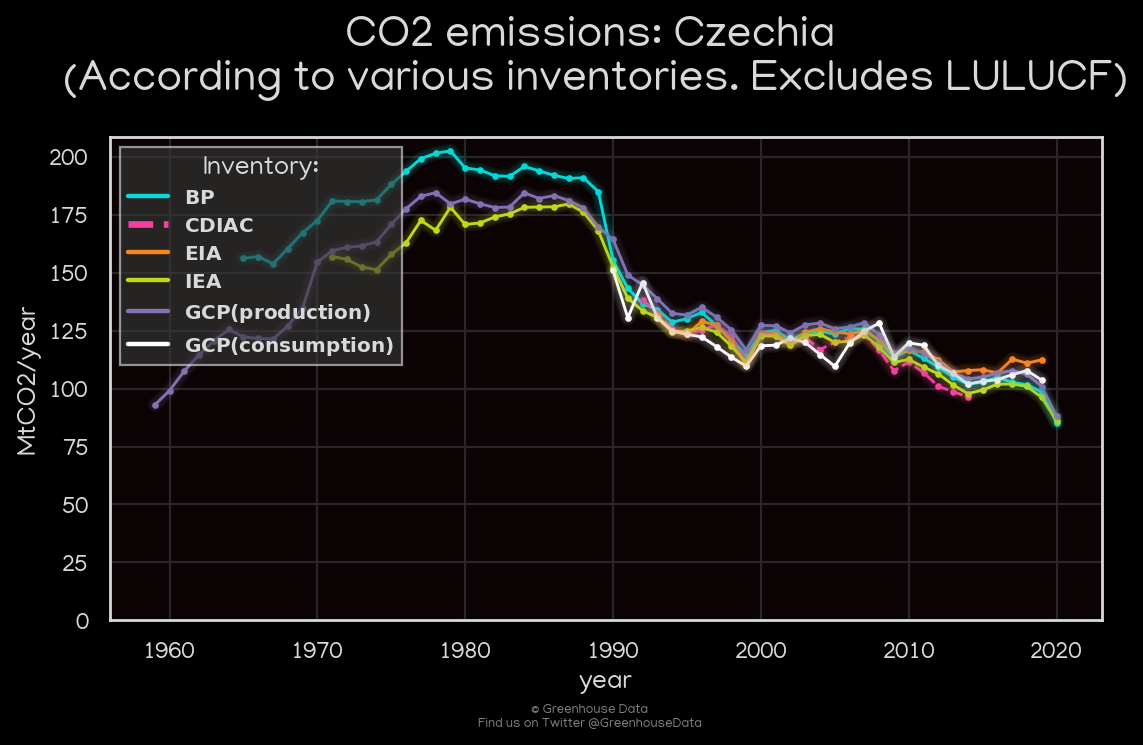 CO2 emissions: Czechia
(According to various inventories. Excludes LULUCF)
Inventory:
BP
CDIAC
EIA
IEA
GCP(production)
GCP(consumption)
MtCO2/year
200
175
150
125
100
75
50
25
0
1960 1970 1980 1990 2000 2010 2020
year
© Greenhouse Data
Find us on Twitter @GreenhouseData